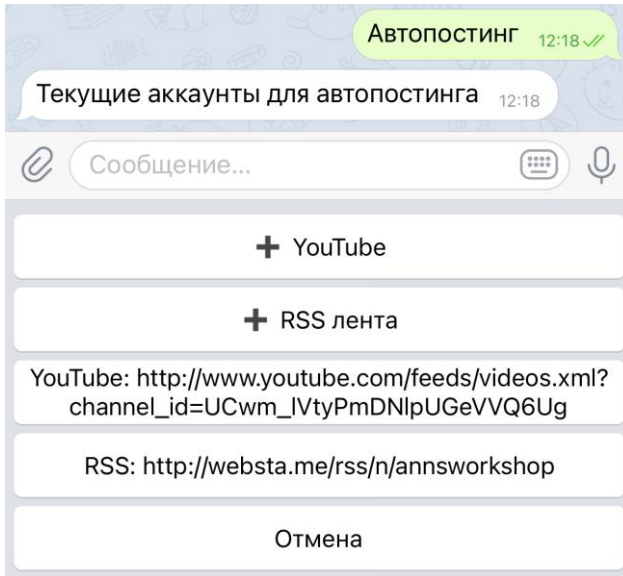 Автопостинг 12:18
Текущие аккаунты для автопостинга 12:18
Сообщение...
+ YouTube
+ RSS лента
YouTube: http://www.youtube.com/feeds/videos.xml?
channel_id=UCwm_lVtyPmDNlpUGeVVQ6Ug
RSS: http://websta.me/rss/n/annsworkshop
Отмена